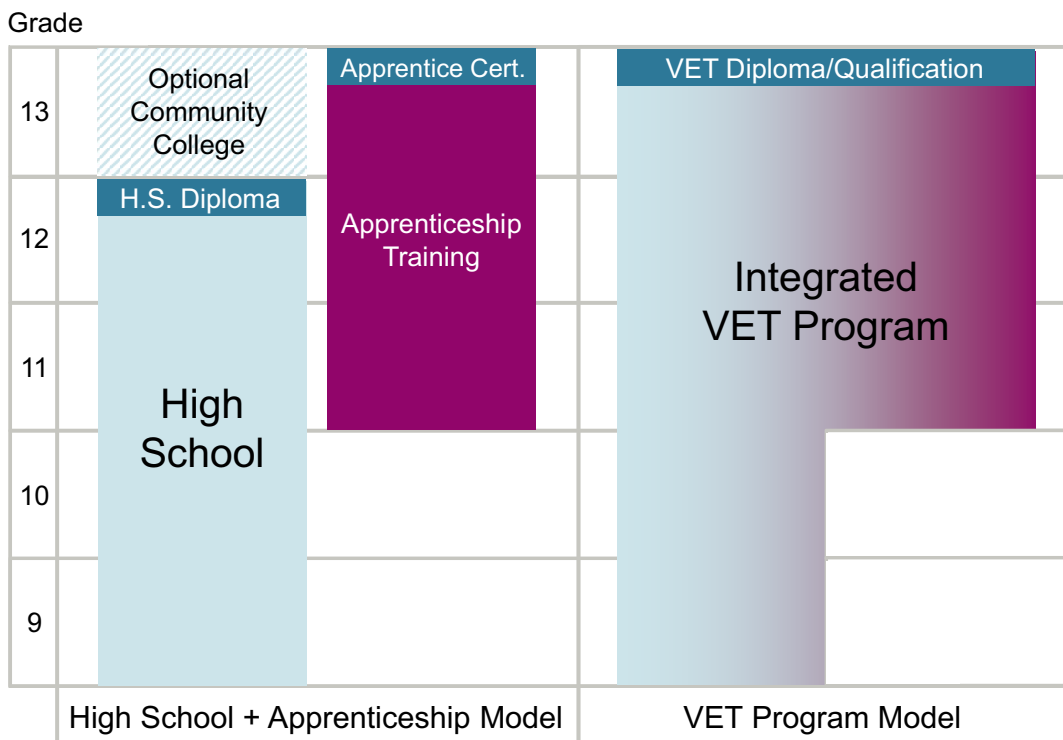 Grade
13
12
11
10
9
Optional
Community
College
H.S. Diploma
High
School
Apprentice Cert.
Apprenticeship
Training
VET Diploma/Qualification
Integrated
VET Program
High School + Apprenticeship Model
VET Program Model